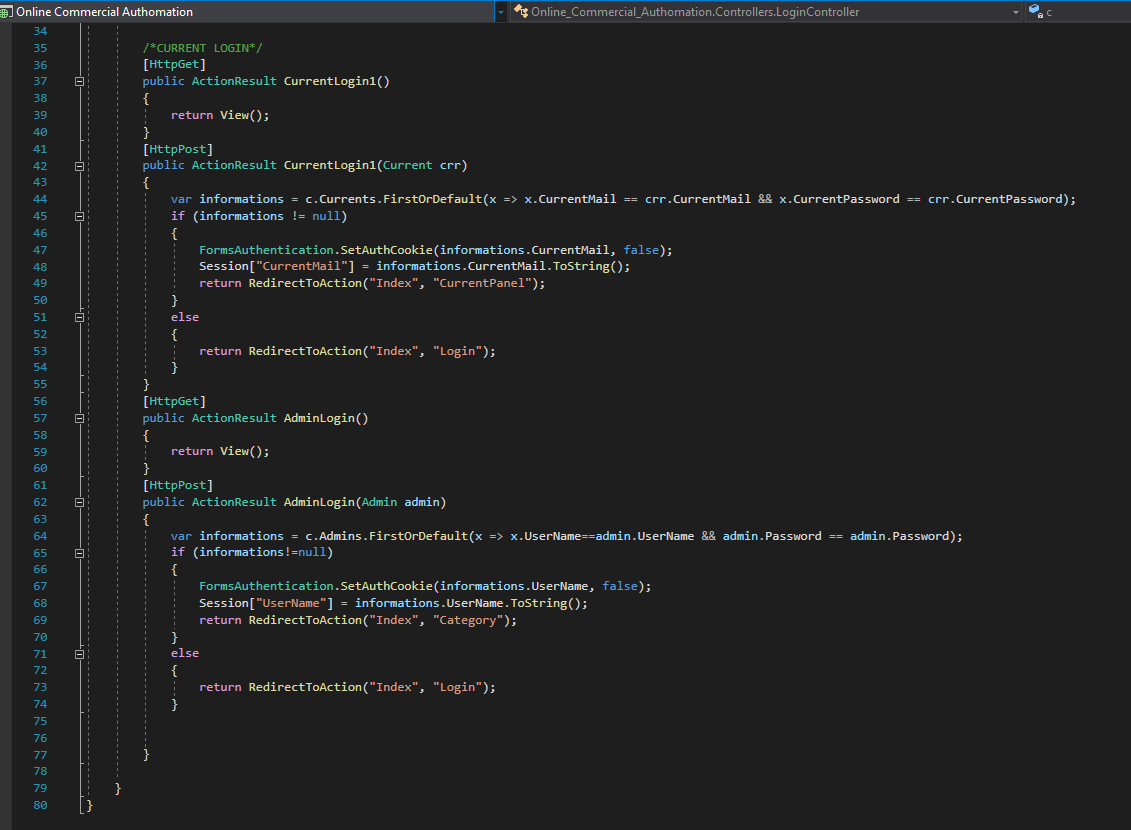 Online Commercial Authomation Online_Commercial_Authomation.Controllers.LoginController c
34
35 /*CURRENT LOGIN*/
36 [HttpGet]
37 public ActionResult CurrentLogin1()
38 {
39 return View();
40 }
41 [HttpPost]
42 public ActionResult CurrentLogin1(Current crr)
43 {
44 var informations = c.Currents.FirstOrDefault(x => x.CurrentMail == crr.CurrentMail && x.CurrentPassword == crr.CurrentPassword);
45 if (informations != null)
46 {
47 FormsAuthentication.SetAuthCookie(informations.CurrentMail, false);
48 Session["CurrentMail"] = informations.CurrentMail.ToString();
49 return RedirectToAction("Index", "CurrentPanel");
50 }
51 else
52 {
53 return RedirectToAction("Index", "Login");
54 }
55 }
56 [HttpGet]
57 public ActionResult AdminLogin()
58 {
59 return View();
60 }
61 [HttpPost]
62 public ActionResult AdminLogin(Admin admin)
63 {
64 var informations = c.Admins.FirstOrDefault(x => x.UserName==admin.UserName && admin.Password == admin.Password);
65 if (informations!=null)
66 {
67 FormsAuthentication.SetAuthCookie(informations.UserName, false);
68 Session["UserName"] = informations.UserName.ToString();
69 return RedirectToAction("Index", "Category");
70 }
71 else
72 {
73 return RedirectToAction("Index", "Login");
74 }
75
76
77 }
78
79 }
80 }